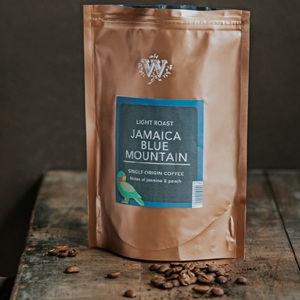 W
LIGHT ROAST
JAMAICA
BLUE
MOUNTAIN
SINGLE ORIGIN COFFEE
Notes of jasmine & peach